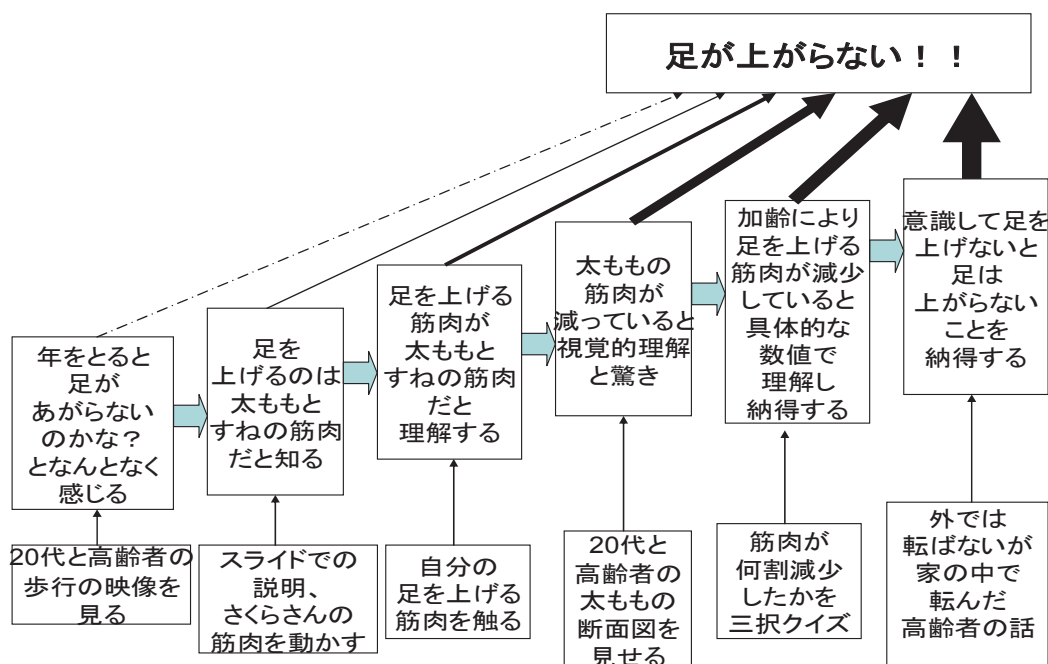 足が上がらない！！
年をとると
足が
あがらない
のかな？
となんとなく
感じる
足を
上げるのは
太ももと
すねの筋肉
だと知る
足を上げる
筋肉が
太ももと
すねの筋肉
だと
理解する
太ももの
筋肉が
減っていると
視覚的理解
と驚き
加齢により
足を上げる
筋肉が減少
していると
具体的な
数値で
理解し
納得する
意識して足を
上げないと
足は
上がらない
ことを
納得する
20代と高齢者の
歩行の映像を
見る
スライドでの
説明、
さくらさんの
筋肉を動かす
自分の
足を上げる
筋肉を触る
20代と
高齢者の
太ももの
断面図を
見せる
筋肉が
何割減少
したかを
三択クイズ
外では
転ばないが
家の中で
転んだ
高齢者の話